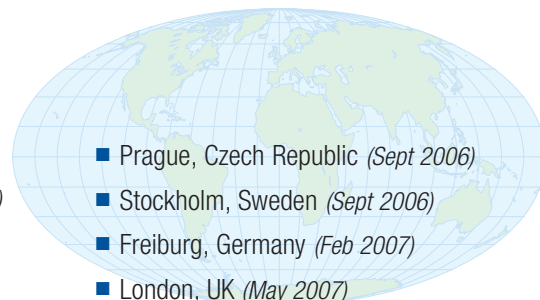 ■ Prague, Czech Republic (Sept 2006)
) ■ Stockholm, Sweden (Sept 2006)
■ Freiburg, Germany (Feb 2007)
■ London, UK (May 2007)